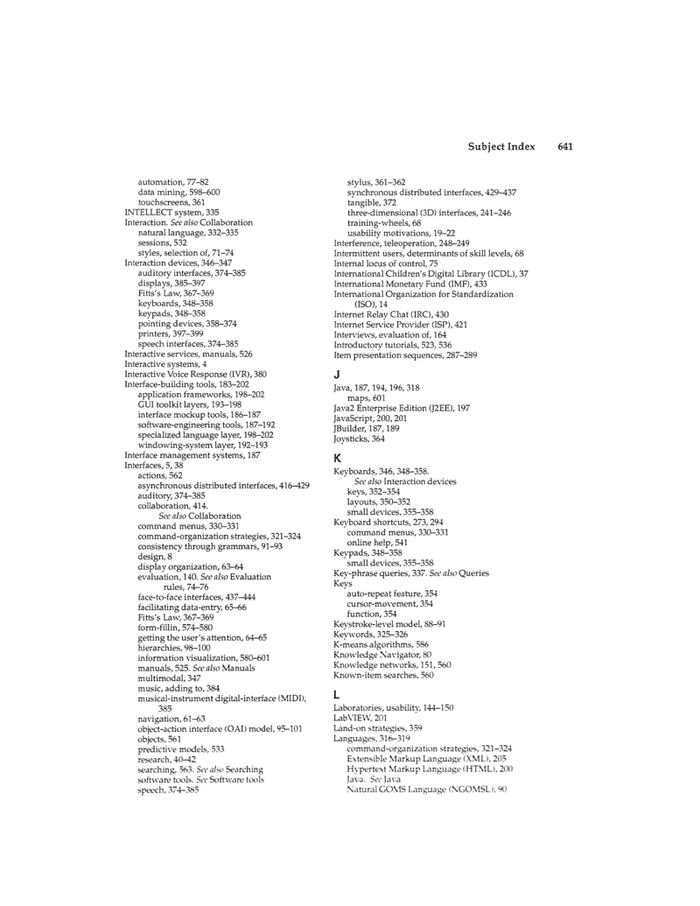 Subject Index 641
automation, 77–82
data mining, 598–600
touchscreens, 361
INTELLECT system, 335
Interaction. See also Collaboration
natural language, 332–335
sessions, 532
styles, selection of, 71–74
Interaction devices, 346–347
auditory interfaces, 374–385
displays, 385–397
Fitts's Law, 367–369
keyboards, 348–358
keypads, 348–358
pointing devices, 358–374
printers, 397–399
speech interfaces, 374–385
Interactive services, manuals, 526
Interactive systems, 4
Interactive Voice Response (IVR), 380
Interface-building tools, 183–202
application frameworks, 198–202
GUI toolkit layers, 193–198
interface mockup tools, 186–187
software-engineering tools, 187–192
specialized language layer, 198–202
windowing-system layer, 192–193
Interface management systems, 187
Interfaces, 5, 38
actions, 562
asynchronous distributed interfaces, 416–429
auditory, 374–385
collaboration, 414.
See also Collaboration
command menus, 330–331
command-organization strategies, 321–324
consistency through grammars, 91–93
design, 8
display organization, 63–64
evaluation, 140. See also Evaluation
rules, 74–76
face-to-face interfaces, 437–444
facilitating data-entry, 65–66
Fitts's Law, 367–369
form-fillin, 574–580
getting the user's attention, 64–65
hierarchies, 98–100
information visualization, 580–601
manuals, 525. See also Manuals
multimodal, 347
music, adding to, 384
musical-instrument digital-interface (MIDI),
385
navigation, 61–63
object-action interface (OAI) model, 95–101
objects, 561
predictive models, 533
research, 40–42
searching, 563. See also Searching
software tools. See Software tools
speech, 374–385
stylus, 361–362
synchronous distributed interfaces, 429–437
tangible, 372
three-dimensional (3D) interfaces, 241–246
training-wheels, 68
usability motivations, 19–22
Interference, teleoperation, 248–249
Intermittent users, determinants of skill levels, 68
Internal locus of control, 75
International Children's Digital Library (ICDL), 37
International Monetary Fund (IMF), 433
International Organization for Standardization
(ISO), 14
Internet Relay Chat (IRC), 430
Internet Service Provider (ISP), 421
Interviews, evaluation of, 164
Introductory tutorials, 523, 536
Item presentation sequences, 287–289
J
Java, 187, 194, 196, 318
maps, 601
Java2 Enterprise Edition (J2EE), 197
JavaScript, 200, 201
JBuilder, 187, 189
Joysticks, 364
K
Keyboards, 346, 348–358.
See also Interaction devices
keys, 352–354
layouts, 350–352
small devices, 355–358
Keyboard shortcuts, 273, 294
command menus, 330–331
online help, 541
Keypads, 348–358
small devices, 355–358
Key-phrase queries, 337. See also Queries
Keys
auto-repeat feature, 354
cursor-movement, 354
function, 354
Keystroke-level model, 88–91
Keywords, 325–326
K-means algorithms, 586
Knowledge Navigator, 80
Knowledge networks, 151, 560
Known-item searches, 560
L
Laboratories, usability, 144–150
LabVIEW, 201
Land-on strategies, 359
Languages, 316–319
command-organization strategies, 321–324
Extensible Markup Language (XML), 205
Hypertext Markup Language (HTML), 200
Java. See Java
Natural GOMS Language (NGOMSL), 90